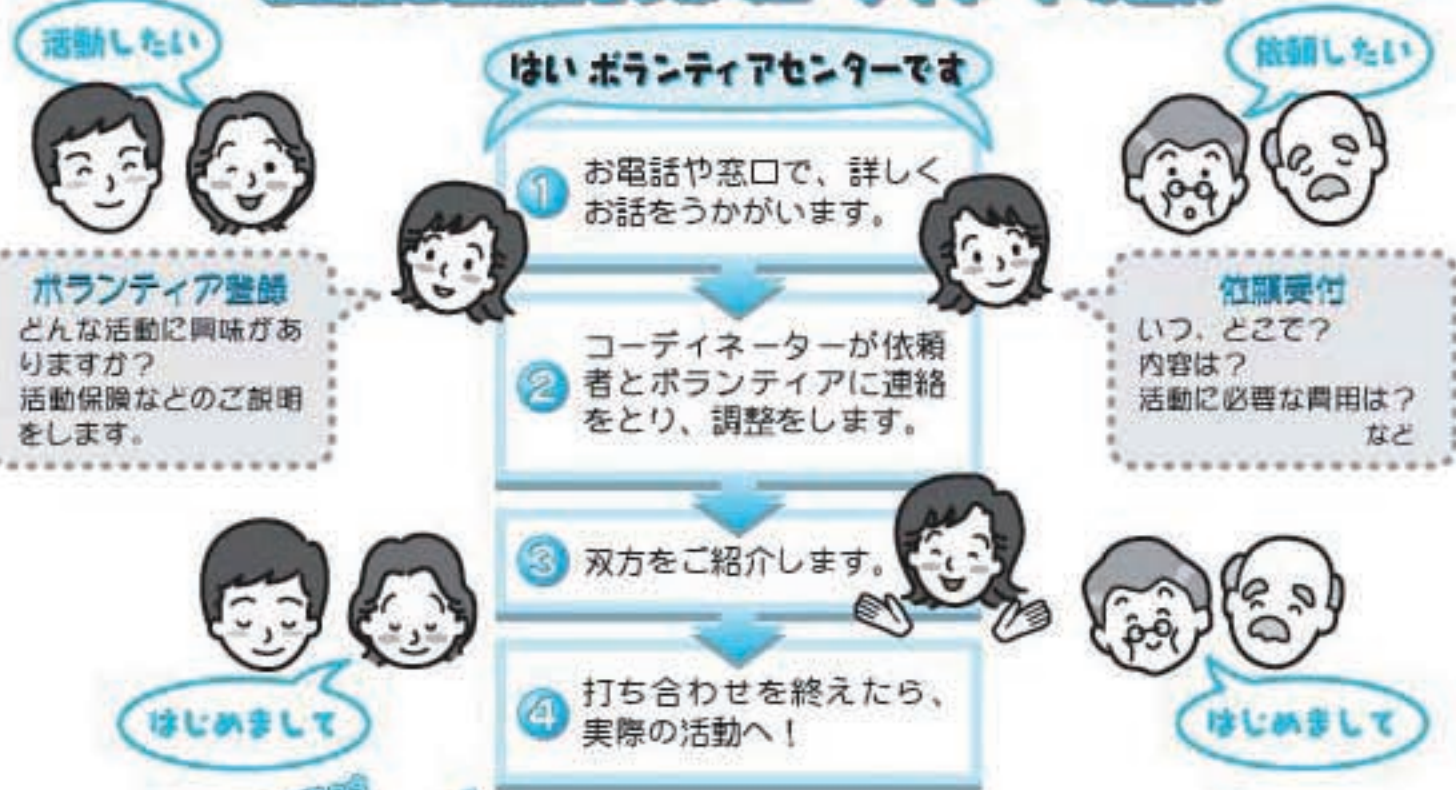 活動したい
はい ボランティアセンターです
依頼したい
1 お電話や窓口で、詳しく
お話をうかがいます。
ボランティア登録
どんな活動に興味があ
りますか？
活動保険などのご説明
をします。
依頼受付
いつ、どこで？
内容は？
活動に必要な費用は？
など
2 コーディネーターが依頼
者とボランティアに連絡
をとり、調整をします。
3 双方をご紹介します。
4 打ち合わせを終えたら、
実際の活動へ！
はじめまして
はじめまして